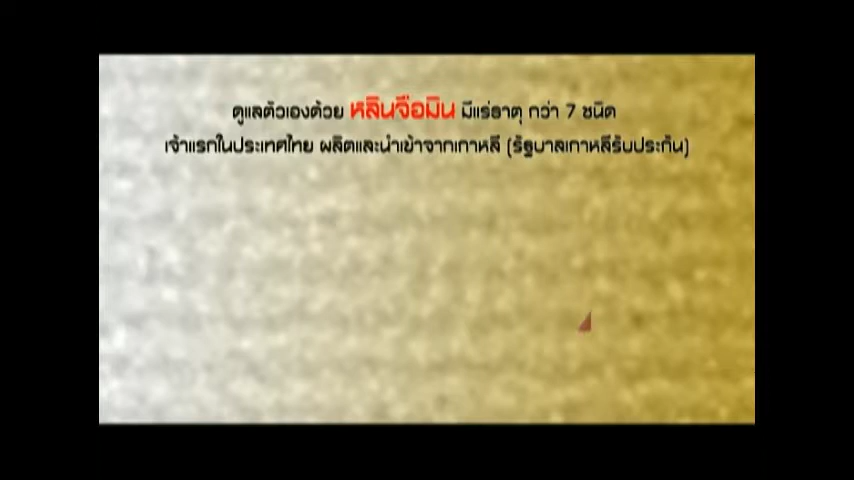 ดูแลตัวเองด้วย หลินจือมิน มีแร่ธาตุ กว่า 7 ชนิด
เจ้าแรกในประเทศไทย ผลิตและนำเข้าจากเกาหลี (รัฐบาลเกาหลีรับประกัน)